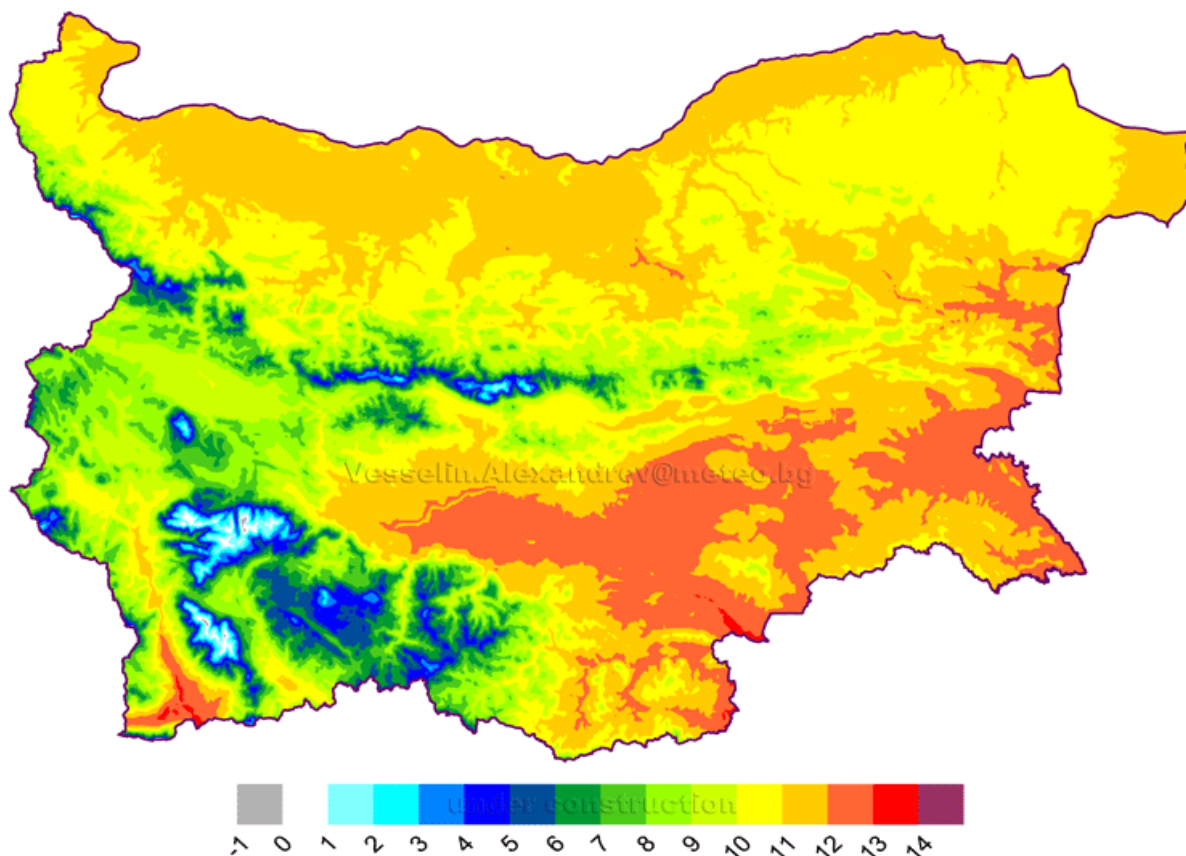 Vesselin.Alexandrov@meteo.bg
under construction
-1 0 1 2 3 4 5 6 7 8 9 10 11 12 13 14